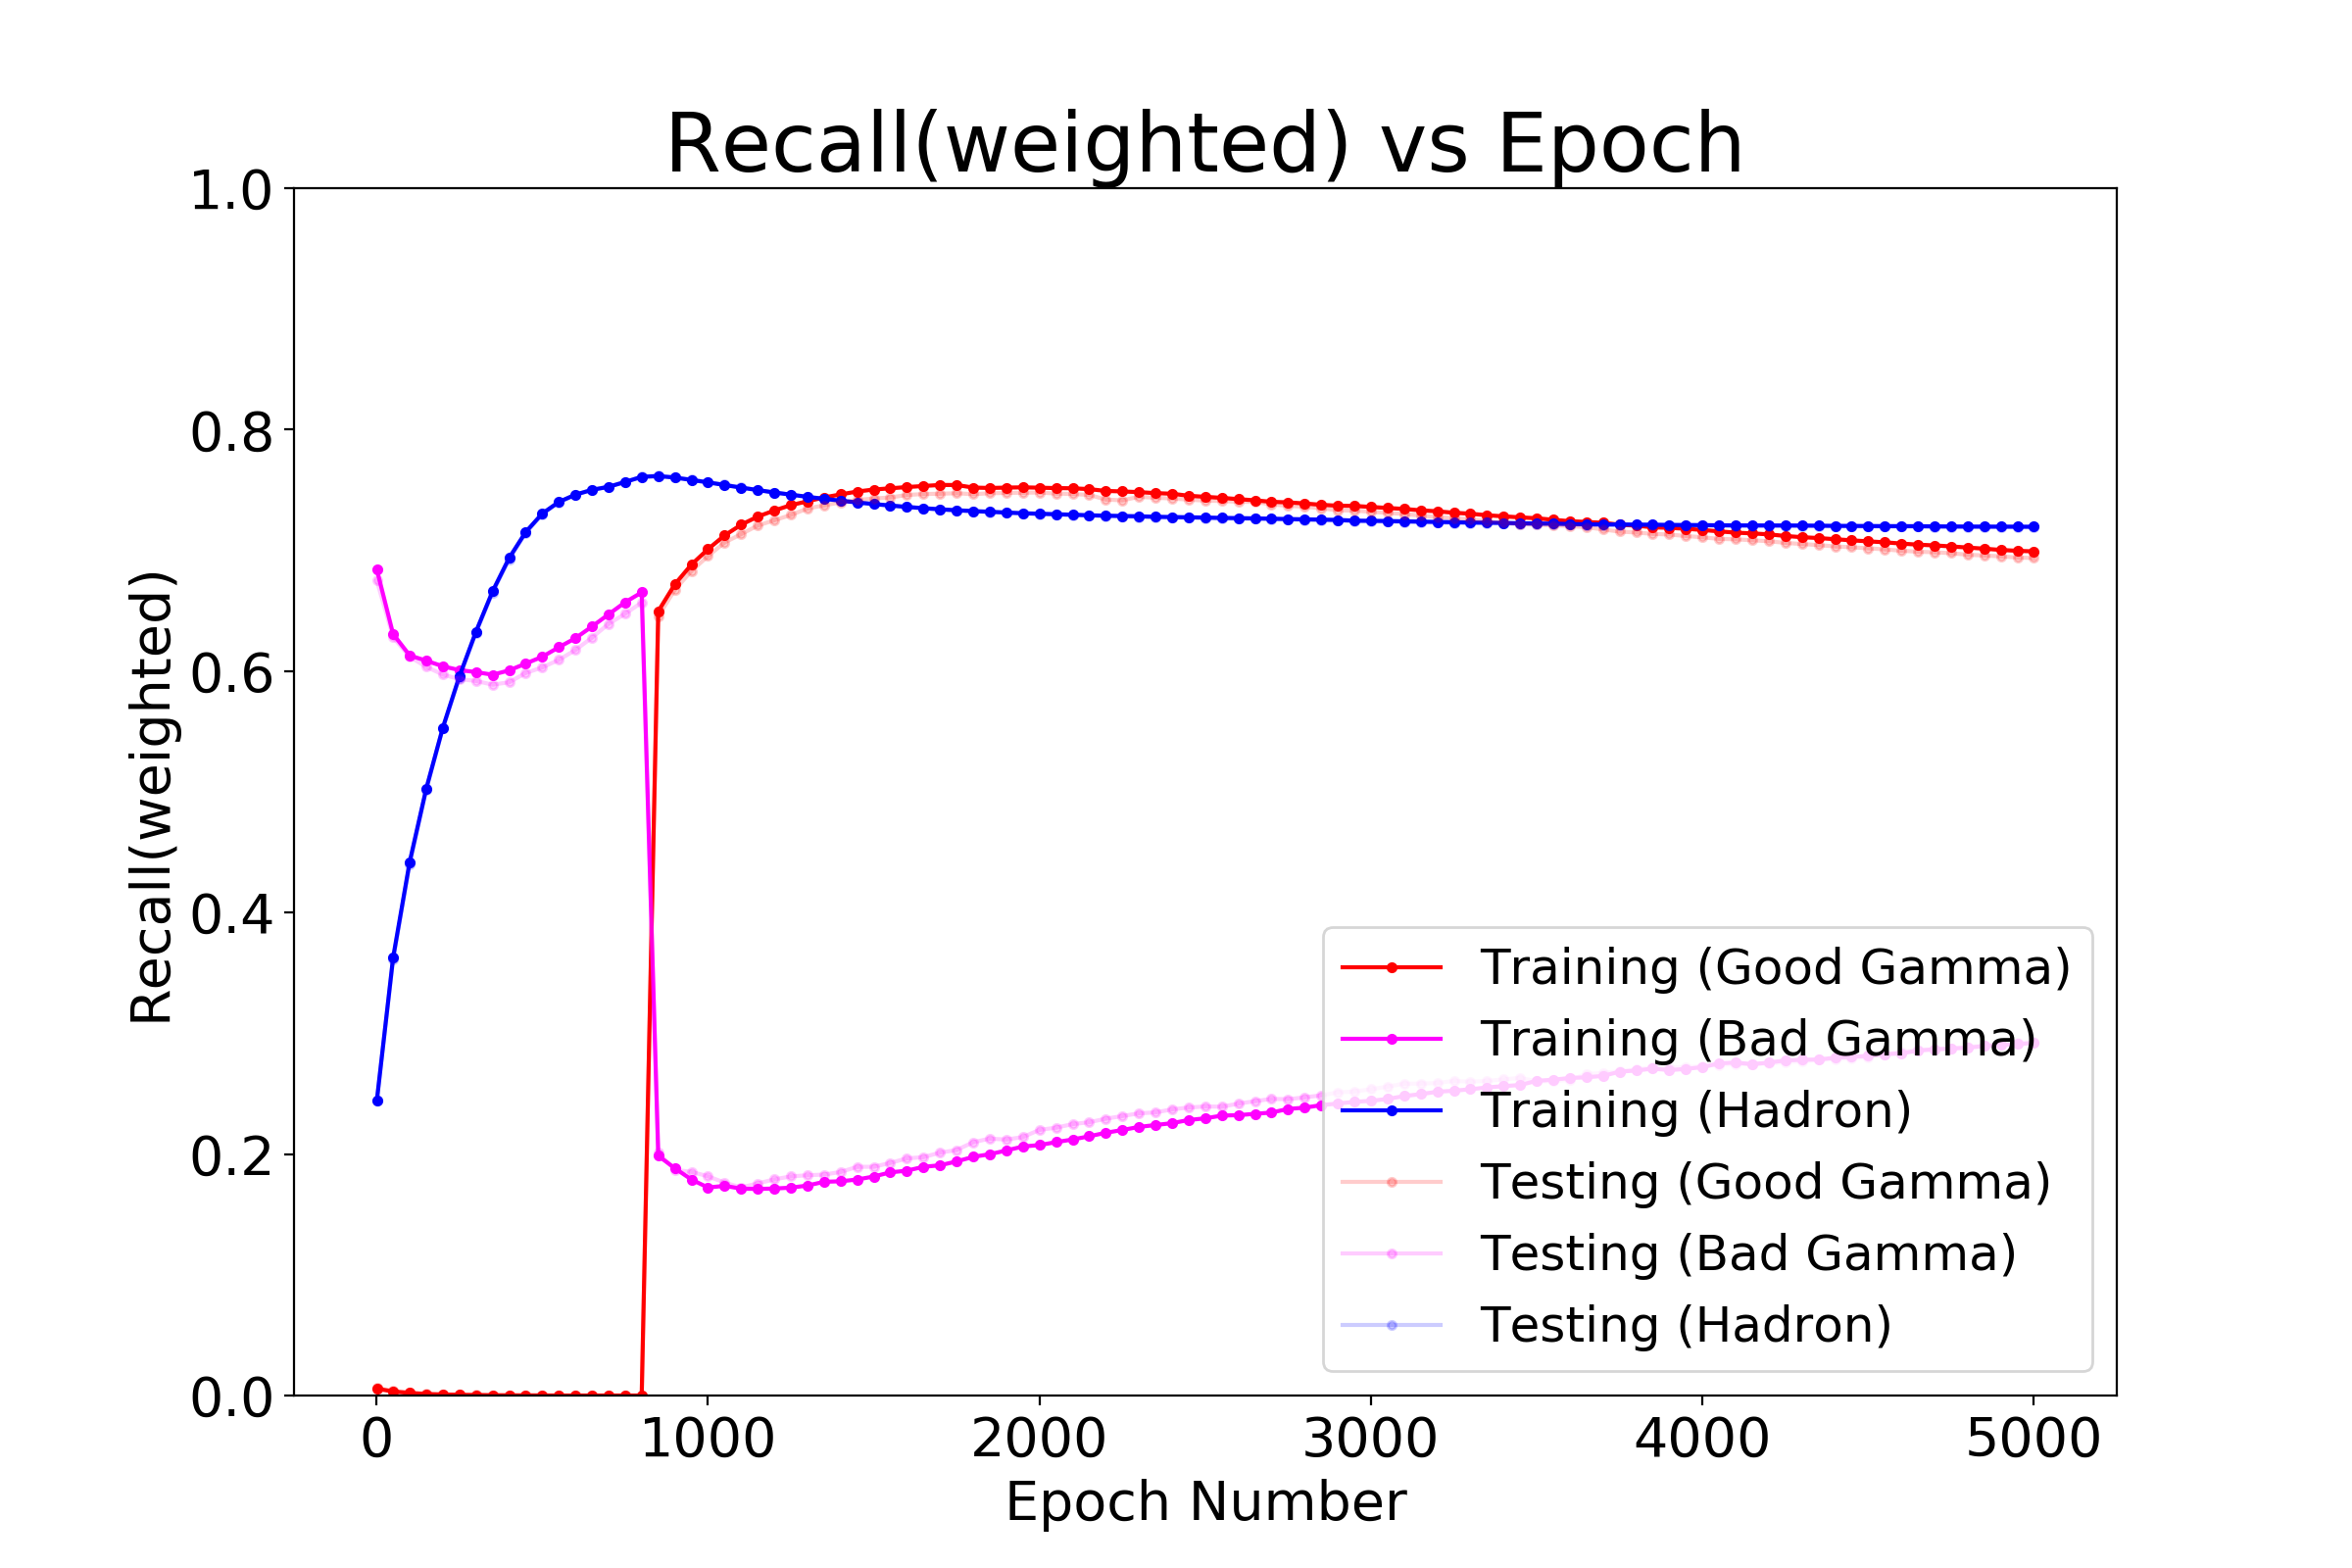 Recall(weighted) vs Epoch
1.0
0.8
0.6
0.4
0.2
0.0
Recall(weighted)
Training (Good Gamma)
Training (Bad Gamma)
Training (Hadron)
Testing (Good Gamma)
Testing (Bad Gamma)
Testing (Hadron)
0 1000 2000 3000 4000 5000
Epoch Number